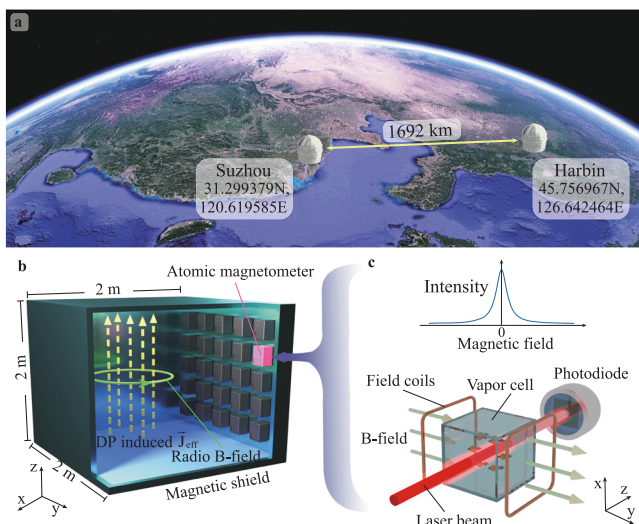 a
1692 km
Suzhou
31.299379N,
120.619585E
Harbin
45.756967N,
126.642464E
b
Atomic magnetometer
2 m
2 m
2 m
DP induced J⃗eff
Radio B-field
Magnetic shield
z
x
y
c
Intensity
0
Magnetic field
Photodiode
Vapor cell
Field coils
B-field
Laser beam
x
z
y